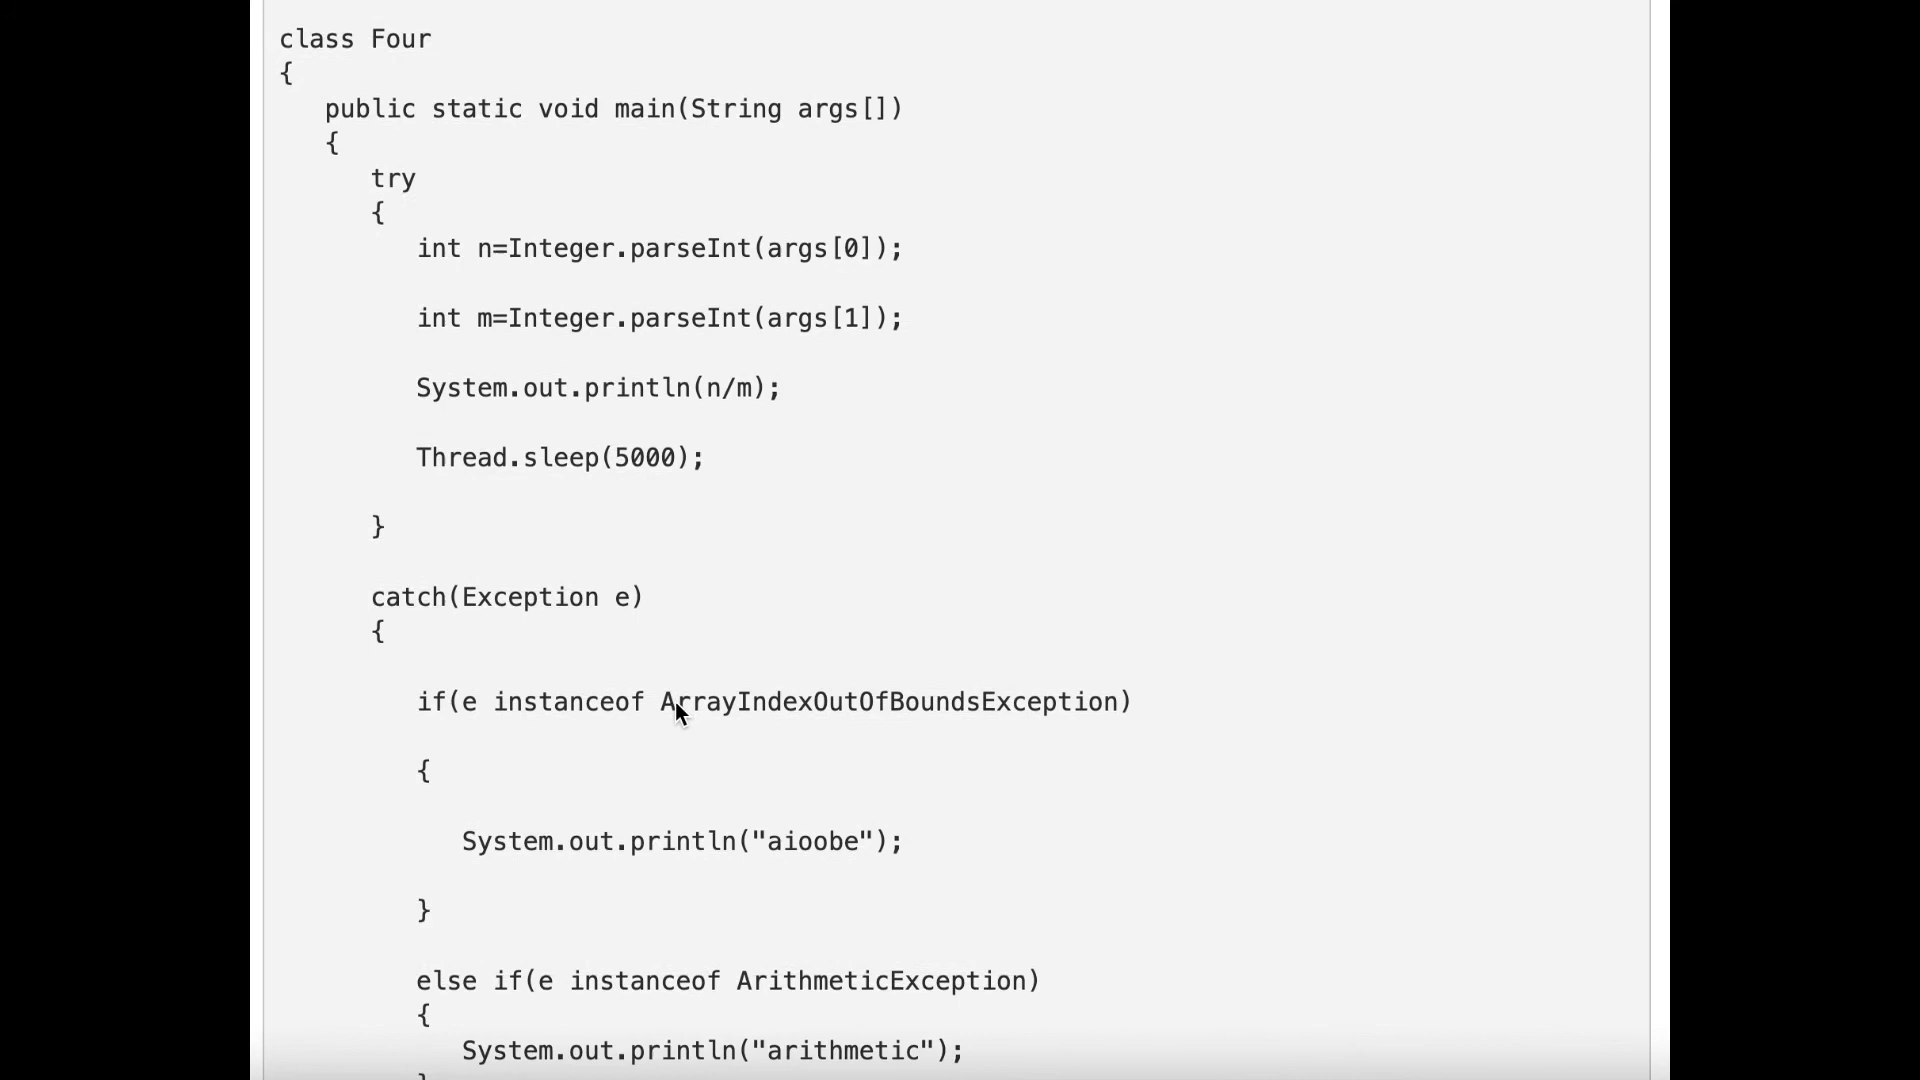 class Four
{
public static void main(String args[])
{
try
{
int n=Integer.parseInt(args[0]);
int m=Integer.parseInt(args[1]);
System.out.println(n/m);
Thread.sleep(5000);
}
catch(Exception e)
{
if(e instanceof ArrayIndexOutOfBoundsException)
{
System.out.println("aioobe");
}
else if(e instanceof ArithmeticException)
{
System.out.println("arithmetic");
}